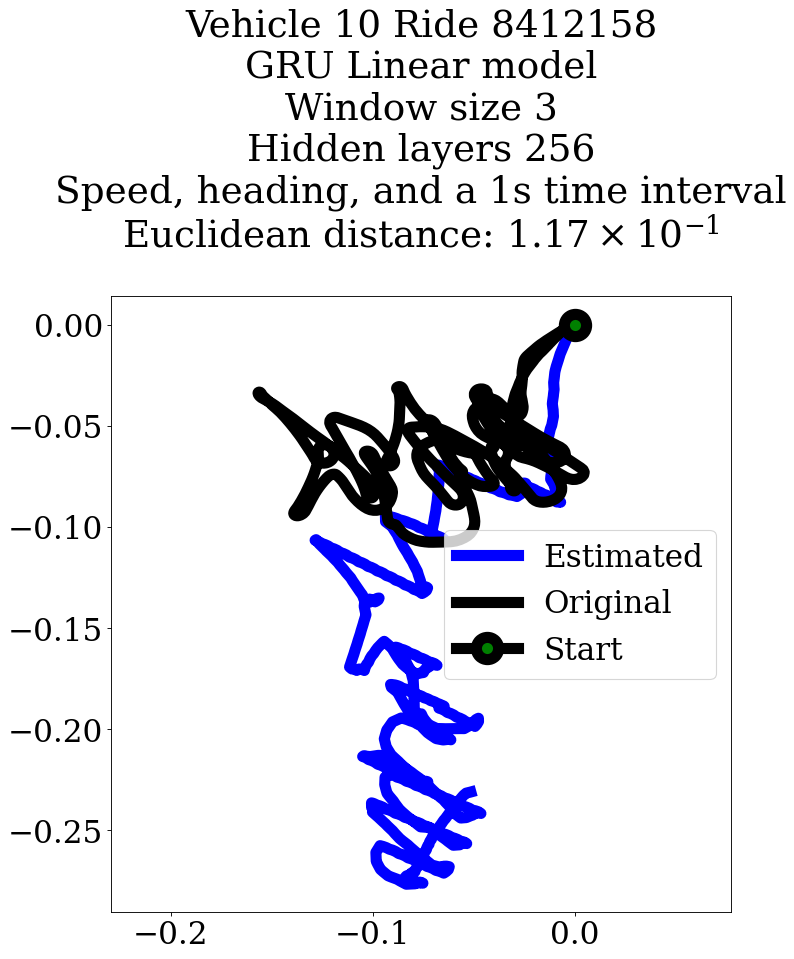 Vehicle 10 Ride 8412158
GRU Linear model
Window size 3
Hidden layers 256
Speed, heading, and a 1s time interval
Euclidean distance: 1.17 × 10⁻¹
0.00
−0.05
−0.10
−0.15
−0.20
−0.25
Estimated
Original
Start
−0.2
−0.1
0.0